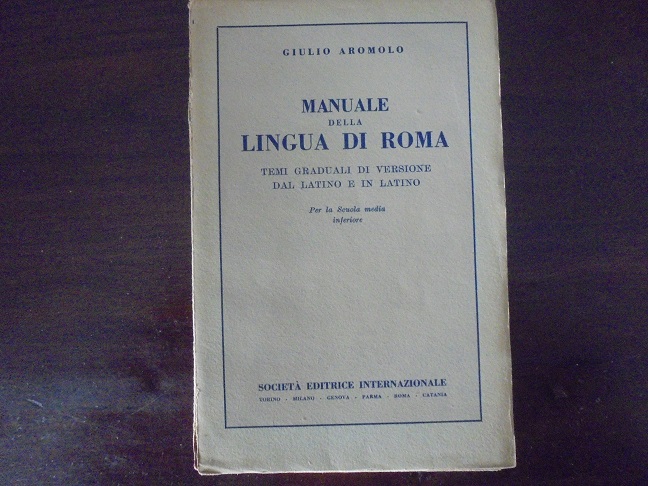 GIULIO AROMOLO
MANUALE
DELLA
LINGUA DI ROMA
TEMI GRADUALI DI VERSIONE
DAL LATINO E IN LATINO
Per la Scuola media
inferiore
SOCIETÀ EDITRICE INTERNAZIONALE
TORINO - MILANO - GENOVA - PARMA - ROMA - CATANIA